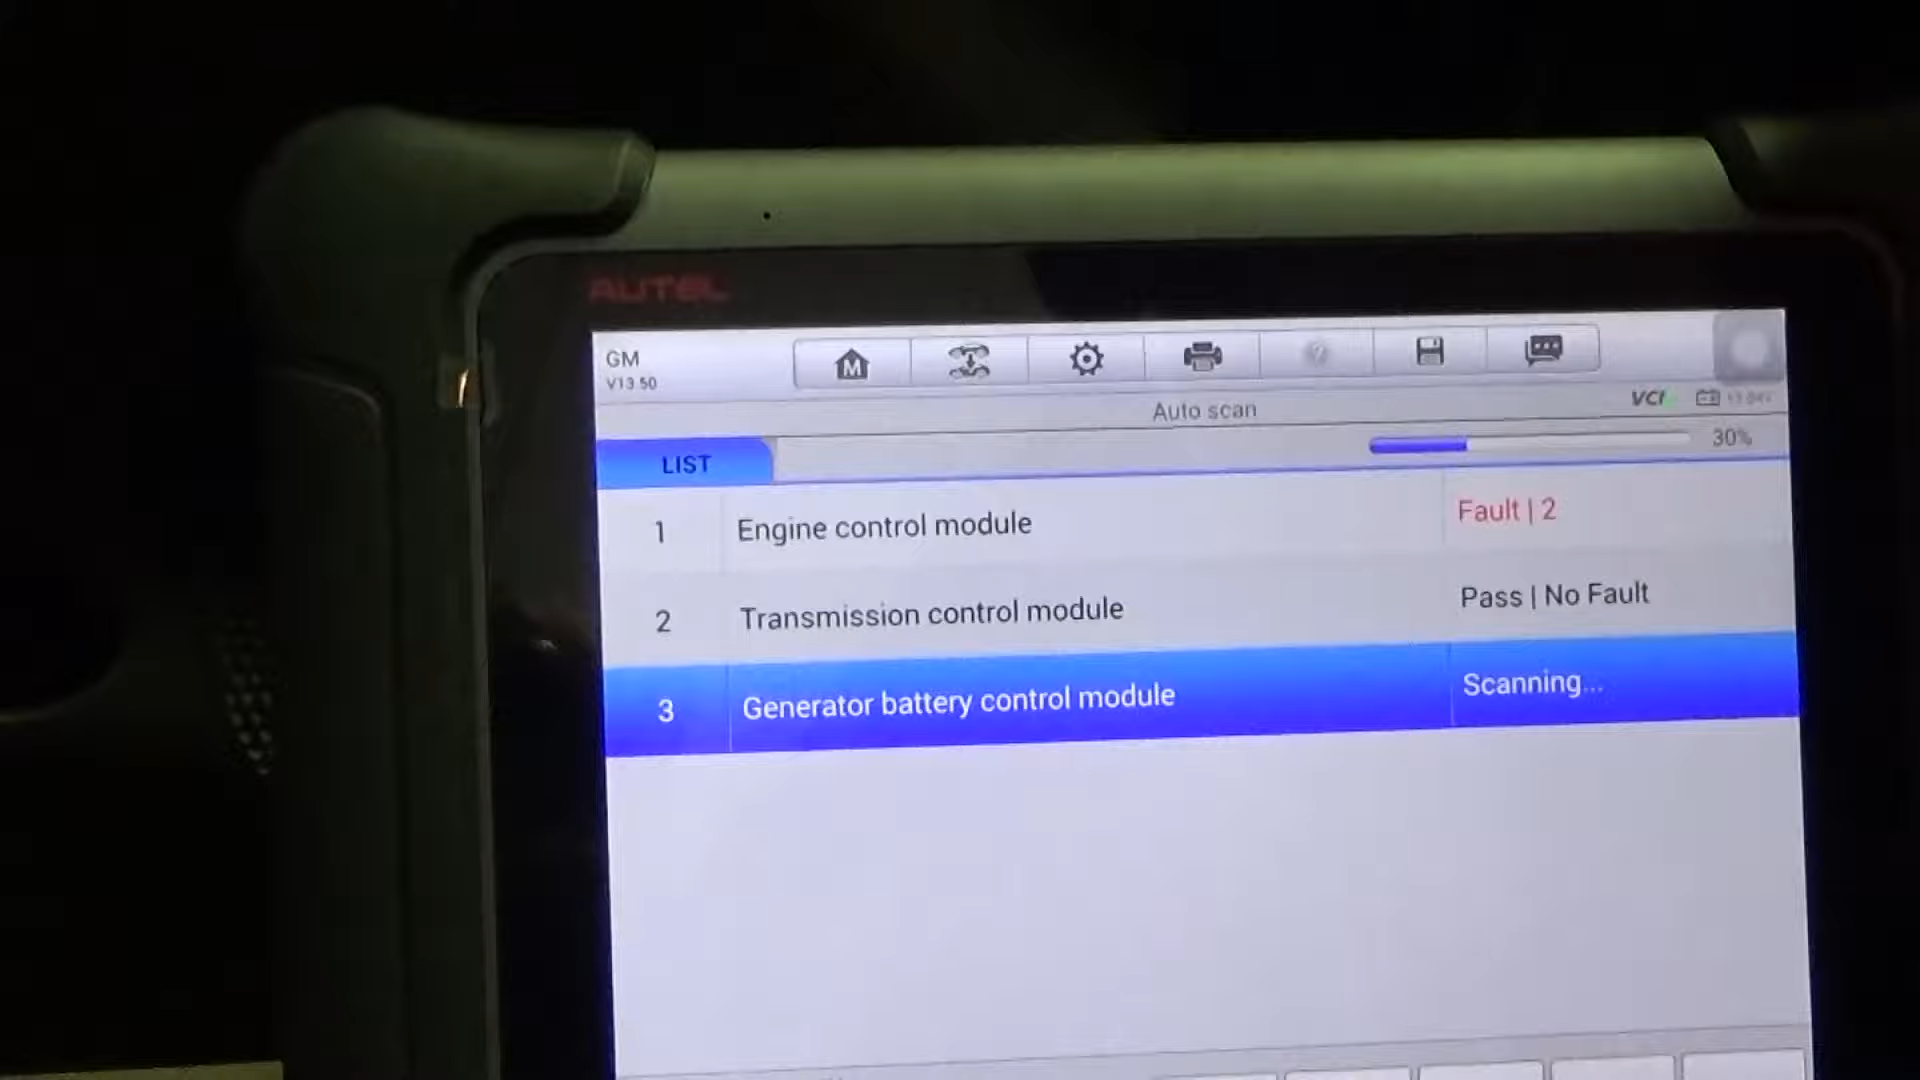 AUTEL
GM
V13.50
M
?
VCI
Auto scan
LIST
30%
1 Engine control module Fault | 2
2 Transmission control module Pass | No Fault
3 Generator battery control module Scanning...